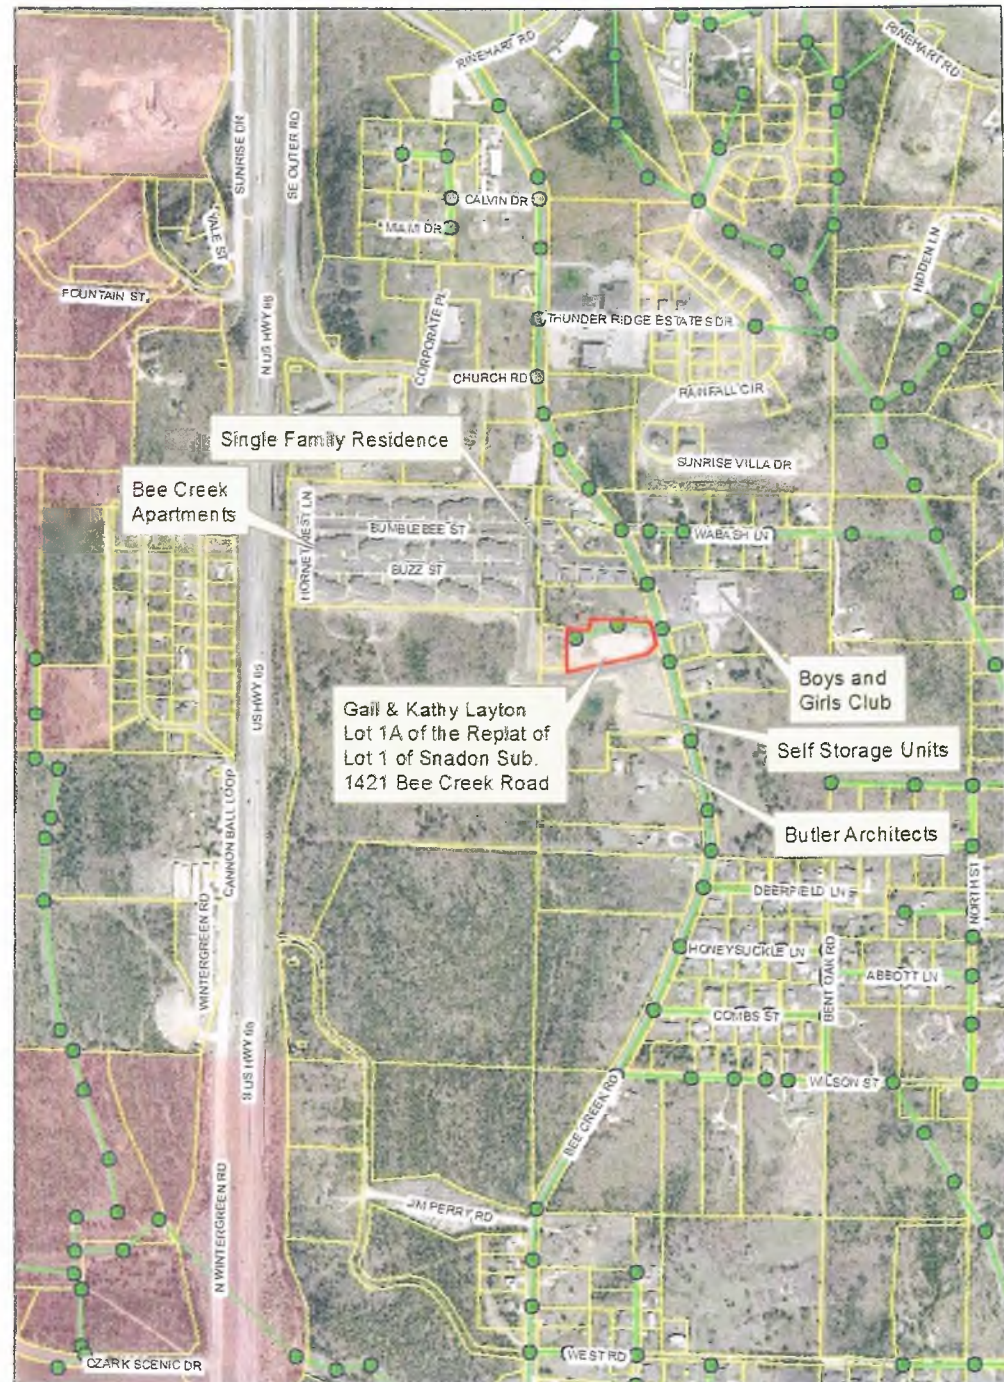 RINEHART RD
RINEHART RD
SUNRISE DR
SE OUTER RD
CALVIN DR
VALE ST
MIAMI DR
HIDDEN LN
FOUNTAIN ST
N US HWY 65
CORPORATE PL
THUNDER RIDGE ESTATES DR
CHURCH RD
RAINFALL CIR
Single Family Residence
SUNRISE VILLA DR
Bee Creek
Apartments
HORNET NEST LN
BUMBLEBEE ST
WABASH LN
BUZZ ST
US HWY 65
Boys and
Girls Club
Gail & Kathy Layton
Lot 1A of the Replat of
Lot 1 of Snadon Sub.
1421 Bee Creek Road
Self Storage Units
CANNON BALL LOOP
Butler Architects
WINTERGREEN RD
DEERFIELD LN
NORTH ST
HONEYSUCKLE LN
BENT OAK RD
ABBOTT LN
COMBS ST
S US HWY 65
WILSON ST
BEE CREEK RD
N WINTERGREEN RD
JIM PERRY RD
OZARK SCENIC DR
WEST RD